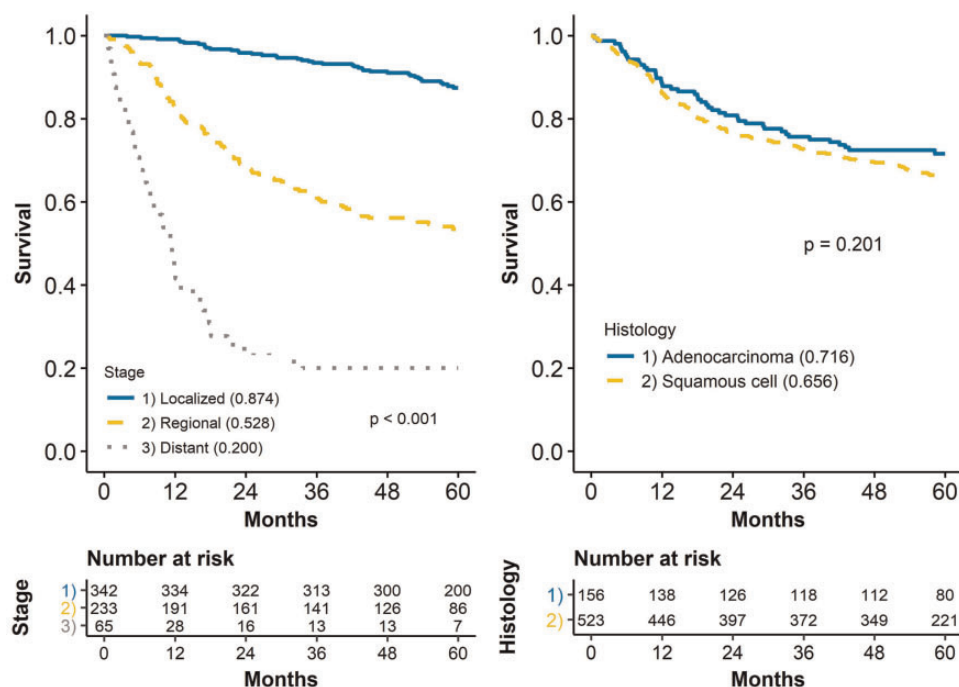 1.0
0.8
0.6
0.4
0.2
0.0
Survival
Stage
1) Localized (0.874)
2) Regional (0.528)
3) Distant (0.200)
p < 0.001
0 12 24 36 48 60
Months
Number at risk
Stage
1) 342 334 322 313 300 200
2) 233 191 161 141 126 86
3) 65 28 16 13 13 7
0 12 24 36 48 60
Months
1.0
0.8
0.6
0.4
0.2
0.0
Survival
p = 0.201
Histology
1) Adenocarcinoma (0.716)
2) Squamous cell (0.656)
0 12 24 36 48 60
Months
Number at risk
Histology
1) 156 138 126 118 112 80
2) 523 446 397 372 349 221
0 12 24 36 48 60
Months